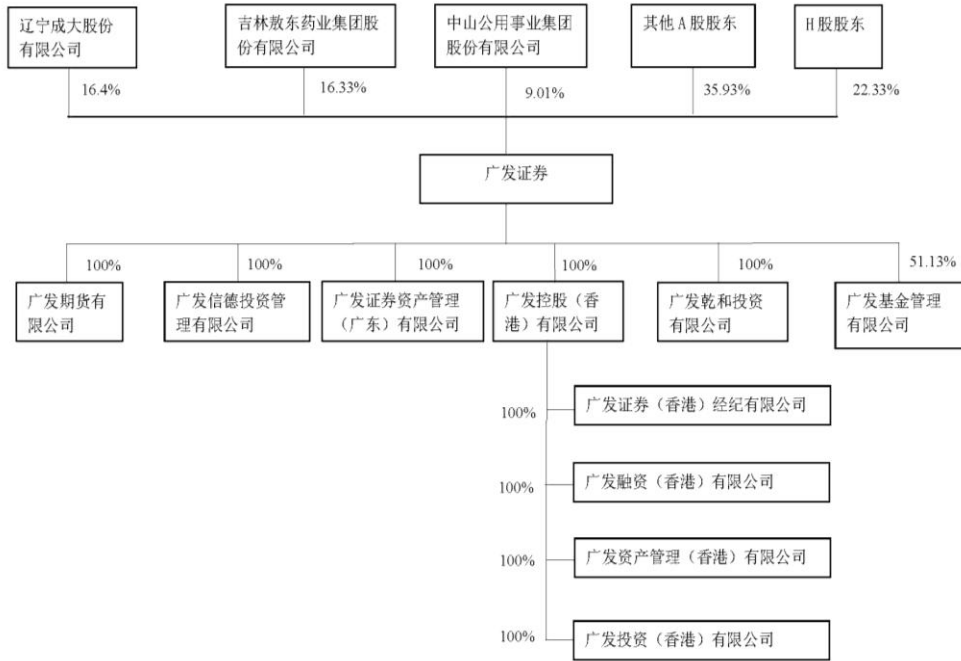 辽宁成大股份
有限公司
吉林敖东药业集团股
份有限公司
中山公用事业集团
股份有限公司
其他A股股东
H股股东
16.4%
16.33%
9.01%
35.93%
22.33%
广发证券
100%
100%
100%
100%
100%
51.13%
广发期货有
限公司
广发信德投资管
理有限公司
广发证券资产管理
（广东）有限公司
广发控股（香
港）有限公司
广发乾和投资
有限公司
广发基金管理
有限公司
100%
广发证券（香港）经纪有限公司
100%
广发融资（香港）有限公司
100%
广发资产管理（香港）有限公司
100%
广发投资（香港）有限公司